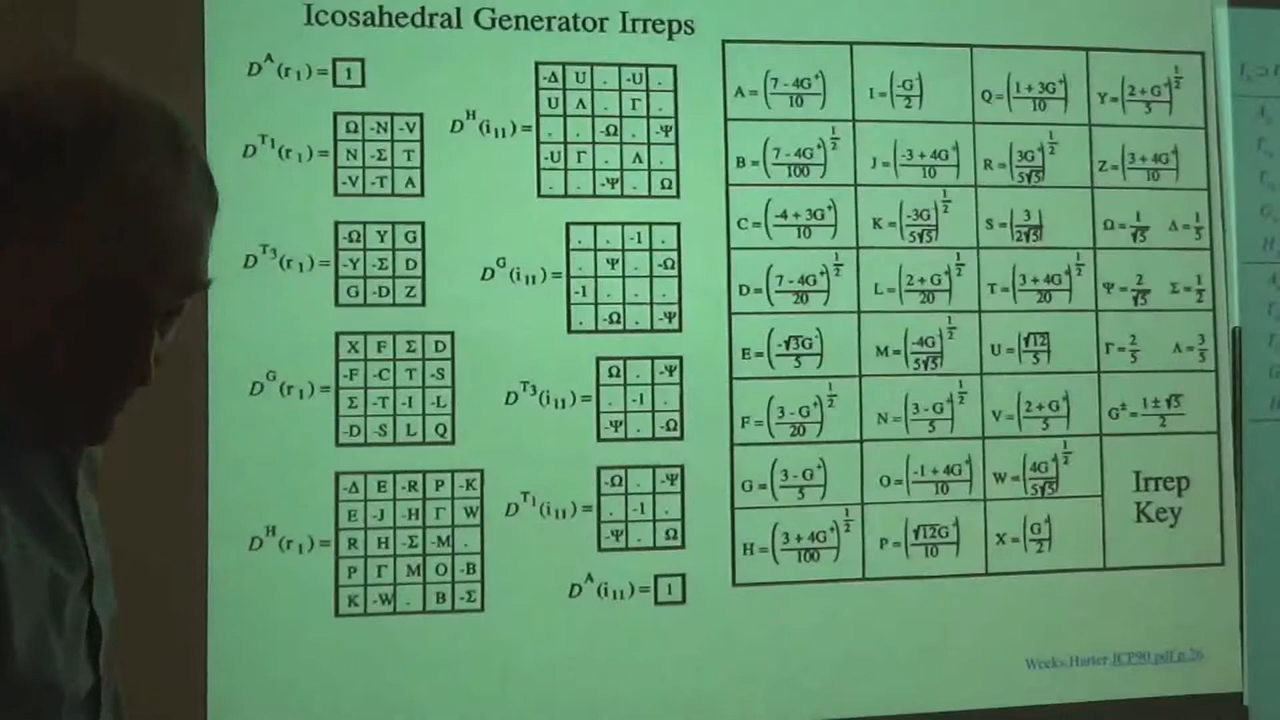 Icosahedral Generator Irreps
D^A(r₁) = 1
D^T1(r₁) =
Ω -N -V
N -Σ T
-V -T A
D^T3(r₁) =
-Ω Y G
-Y -Σ D
G -D Z
D^G(r₁) =
X F Σ D
-F -C T -S
Σ -T -I -L
-D -S L Q
D^H(r₁) =
-Δ E -R P -K
E -J -H Γ W
R H -Σ -M .
P Γ M O -B
K -W . B -Σ
D^H(i₁₁) =
-Δ U . -U .
U Λ . Γ .
. . -Ω . -Ψ
-U Γ . Λ .
. . -Ψ . Ω
D^G(i₁₁) =
. . -1 .
. Ψ . -Ω
-1 . . .
. -Ω . -Ψ
D^T3(i₁₁) =
Ω . -Ψ
. -1 .
-Ψ . -Ω
D^T1(i₁₁) =
-Ω . -Ψ
. -1 .
-Ψ . Ω
D^A(i₁₁) = 1
A = (7 - 4G⁺ / 10) I = (-G⁻ / 2) Q = (1 + 3G⁺ / 10) Y = (2 + G⁺ / 5)^1/2
B = (7 - 4G⁺ / 100)^1/2 J = (-3 + 4G⁺ / 10) R = (3G⁺ / 5√5)^1/2 Z = (3 + 4G⁺ / 10)
C = (-4 + 3G⁺ / 10) K = (-3G⁻ / 5√5)^1/2 S = (3 / 2√5) Ω = 1/√5 Δ = 1/5
D = (7 - 4G⁺ / 20)^1/2 L = (2 + G⁺ / 20)^1/2 T = (3 + 4G⁺ / 20)^1/2 Ψ = 2/√5 Σ = 1/2
E = (-√3G⁻ / 5) M = (-4G⁻ / 5√5)^1/2 U = (√12 / 5) Γ = 2/5 Λ = 3/5
F = (3 - G⁺ / 20)^1/2 N = (3 - G⁺ / 5)^1/2 V = (2 + G⁺ / 5) G^± = 1 ± √5 / 2
G = (3 - G⁺ / 5) O = (-1 + 4G⁺ / 10) W = (4G⁺ / 5√5)^1/2
H = (3 + 4G⁺ / 100)^1/2 P = (√12G⁺ / 10) X = (G⁺ / 2)
Irrep
Key
Weeks Harter JCP90.pdf p.26